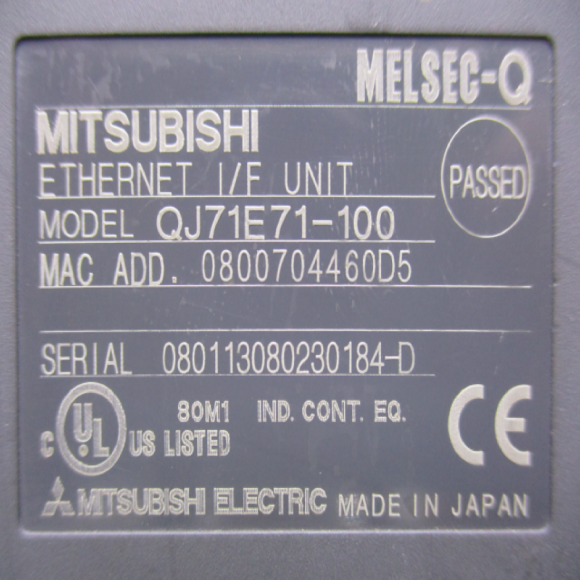 MELSEC-Q
MITSUBISHI
ETHERNET I/F UNIT
PASSED
MODEL QJ71E71-100
MAC ADD. 0800704460D5
SERIAL 080113080230184-D
C UL US LISTED
80M1 IND. CONT. EQ.
CE
MITSUBISHI ELECTRIC MADE IN JAPAN